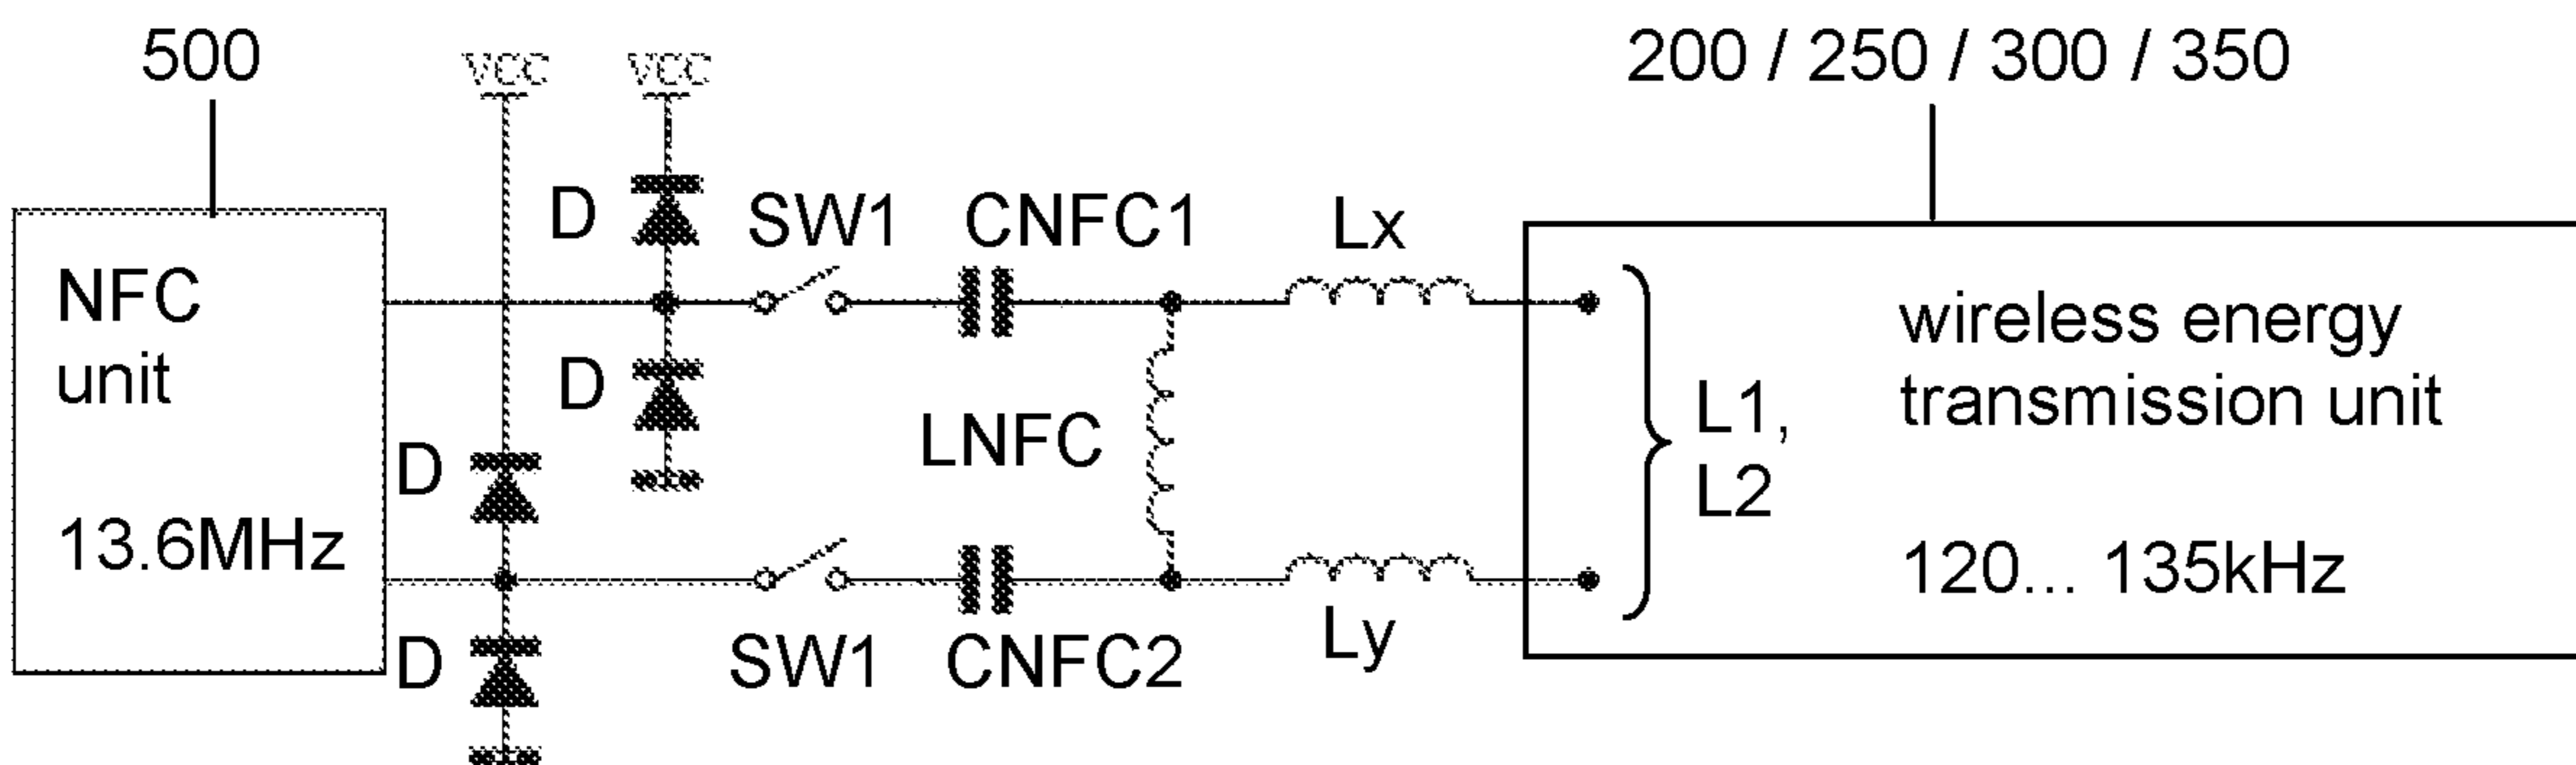 500
VCC
VCC
200 / 250 / 300 / 350
D
SW1
CNFC1
Lx
NFC
unit
13.6MHz
D
LNFC
D
L1,
L2
wireless energy
transmission unit
120... 135kHz
D
SW1
CNFC2
Ly